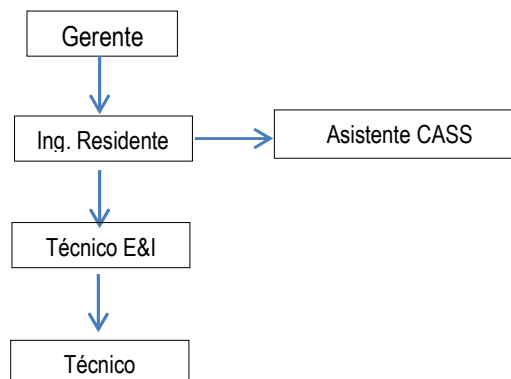 Gerente
Ing. Residente
Asistente CASS
Técnico E&I
Técnico